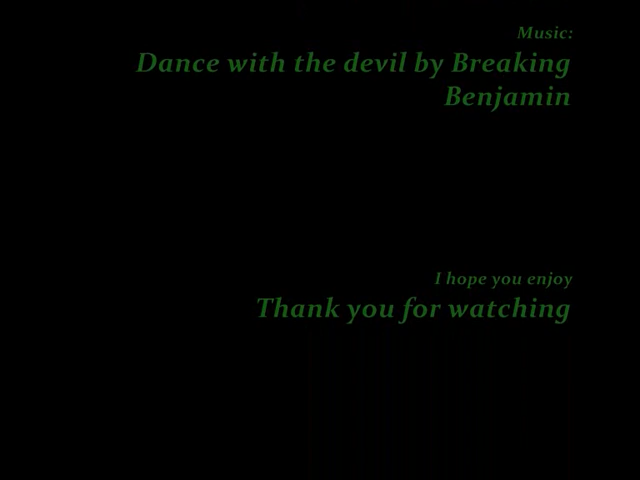 Music:
Dance with the devil by Breaking
Benjamin
I hope you enjoy
Thank you for watching